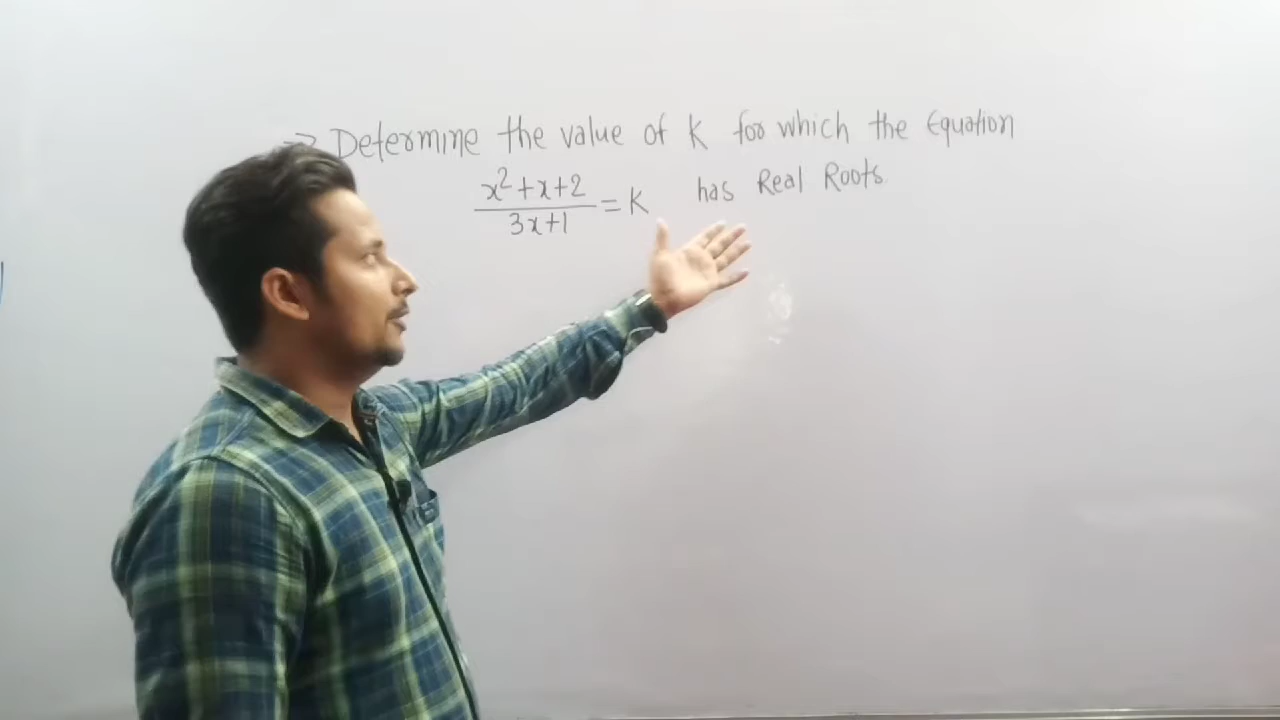 → Determine the value of K for which the Equation
x²+x+2 / 3x+1 = K has Real Roots